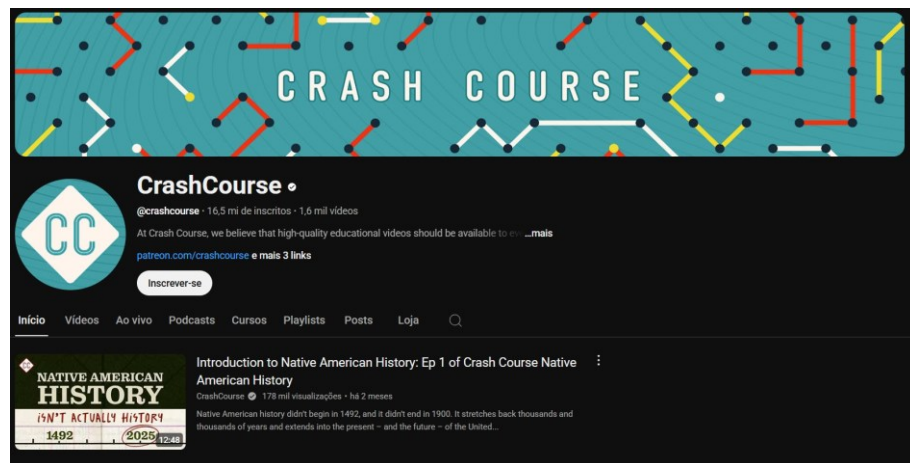 CRASH COURSE
CC
CrashCourse
@crashcourse · 16,5 mi de inscritos · 1,6 mil vídeos
At Crash Course, we believe that high-quality educational videos should be available to ...mais
patreon.com/crashcourse e mais 3 links
Inscrever-se
Início Vídeos Ao vivo Podcasts Cursos Playlists Posts Loja
NATIVE AMERICAN
HISTORY
ISN'T ACTUALLY HISTORY
1492 2025
12:48
Introduction to Native American History: Ep 1 of Crash Course Native
American History
CrashCourse 178 mil visualizações · há 2 meses
Native American history didn't begin in 1492, and it didn't end in 1900. It stretches back thousands and
thousands of years and extends into the present – and the future – of the United...